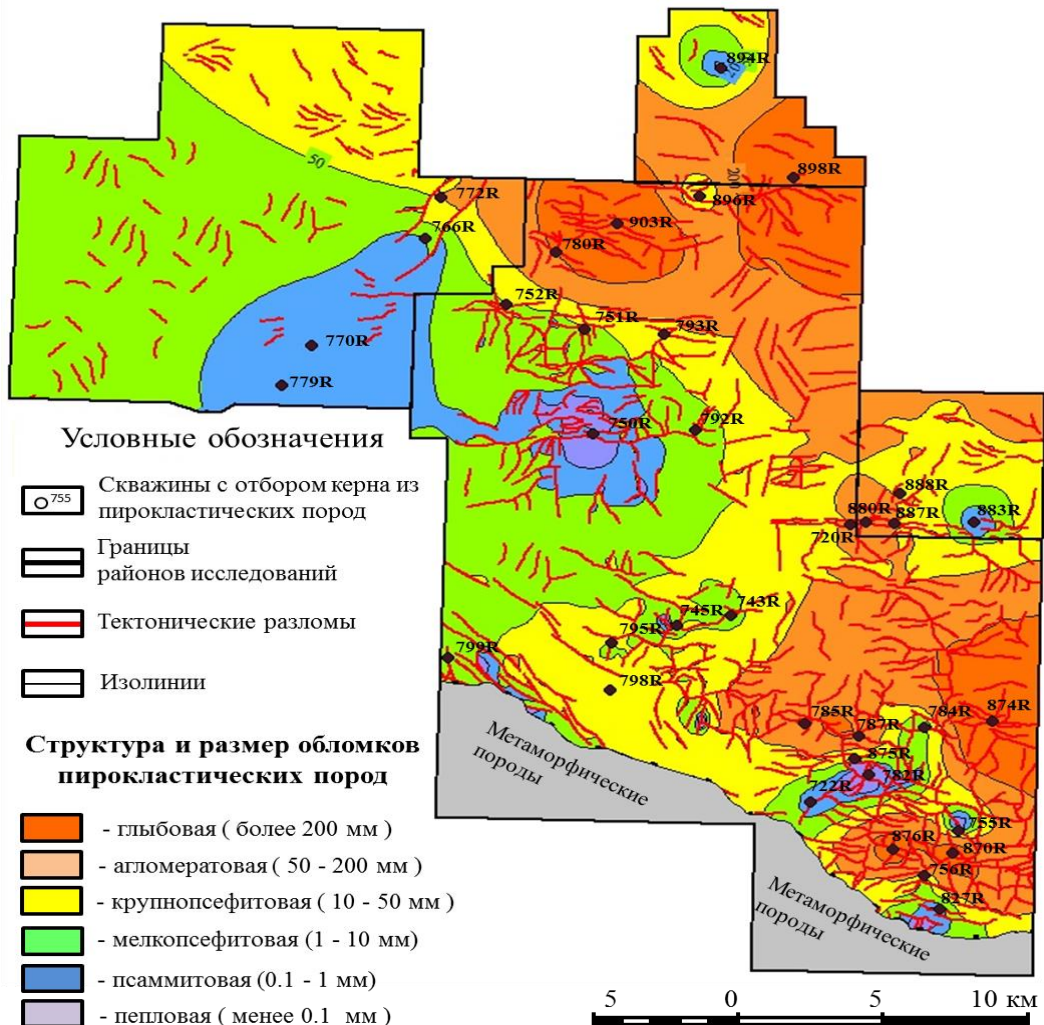 894R
20
50
200
898R
772R
896R
766R
903R
780R
752R
751R
793R
770R
779R
750R
792R
888R
880R
887R
883R
720R
743R
745R
795R
799R
798R
785R
787R
784R
874R
875R
782R
722R
755R
876R
870R
756R
827R
Метаморфические
породы
Метаморфические
породы
Условные обозначения
755
Скважины с отбором керна из
пирокластических пород
Границы
районов исследований
Тектонические разломы
Изолинии
Структура и размер обломков
пирокластических пород
- глыбовая ( более 200 мм )
- агломератовая ( 50 - 200 мм )
- крупнопсефитовая ( 10 - 50 мм )
- мелкопсефитовая (1 - 10 мм)
- псаммитовая (0.1 - 1 мм)
- пепловая ( менее 0.1 мм )
5 0 5 10 км